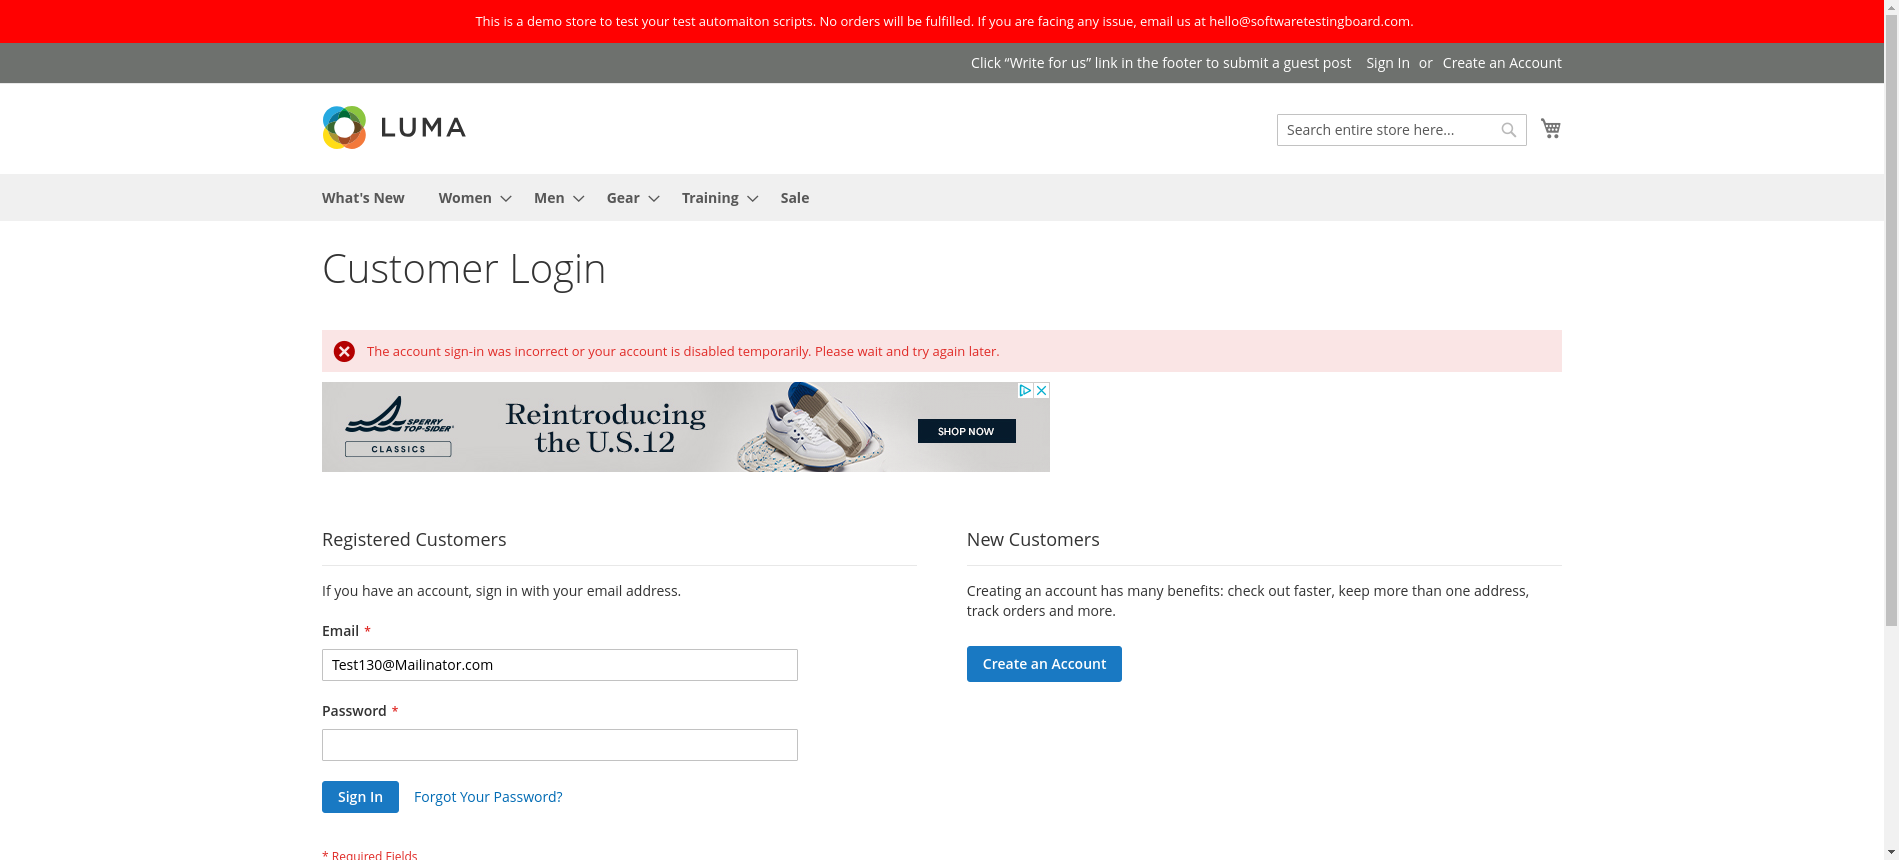 This is a demo store to test your test automaiton scripts. No orders will be fulfilled. If you are facing any issue, email us at hello@softwaretestingboard.com.
Click “Write for us” link in the footer to submit a guest post Sign In or Create an Account
LUMA
Search entire store here...
What's New Women Men Gear Training Sale
Customer Login
The account sign-in was incorrect or your account is disabled temporarily. Please wait and try again later.
SPERRY
TOP-SIDER
CLASSICS
Reintroducing
the U.S.12
SHOP NOW
Registered Customers
If you have an account, sign in with your email address.
Email *
Test130@Mailinator.com
Password *
Sign In Forgot Your Password?
* Required Fields
New Customers
Creating an account has many benefits: check out faster, keep more than one address,
track orders and more.
Create an Account